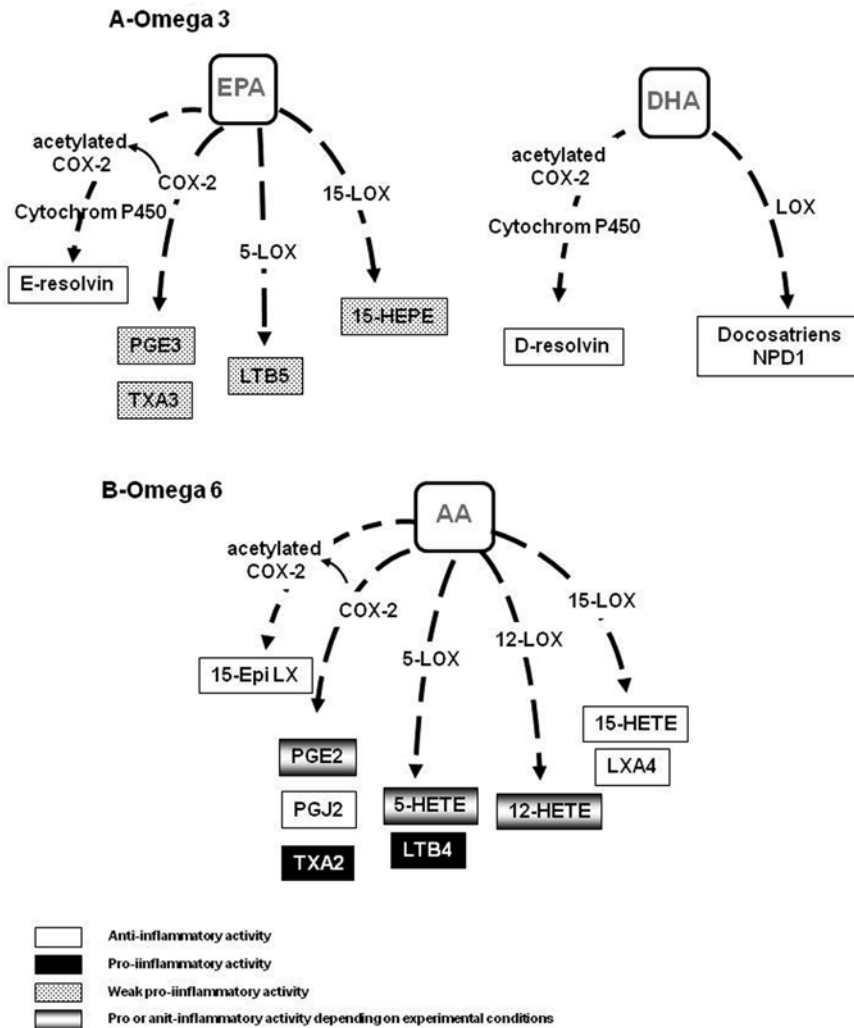 A-Omega 3
EPA
DHA
acetylated
COX-2
COX-2
15-LOX
acetylated
COX-2
LOX
Cytochrom P450
5-LOX
Cytochrom P450
E-resolvin
15-HEPE
PGE3
LTB5
TXA3
D-resolvin
Docosatriens
NPD1
B-Omega 6
AA
acetylated
COX-2
COX-2
5-LOX
12-LOX
15-LOX
15-Epi LX
15-HETE
LXA4
PGE2
PGJ2
TXA2
5-HETE
LTB4
12-HETE
Anti-inflammatory activity
Pro-iinflammatory activity
Weak pro-iinflammatory activity
Pro or anit-inflammatory activity depending on experimental conditions